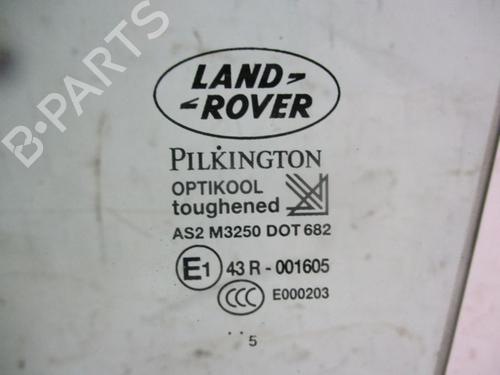 B-PARTS
LAND-
-ROVER
PILKINGTON
OPTIKOOL
toughened
AS2 M3250 DOT 682
E1 43 R - 001605
CCC E000203
.. 5